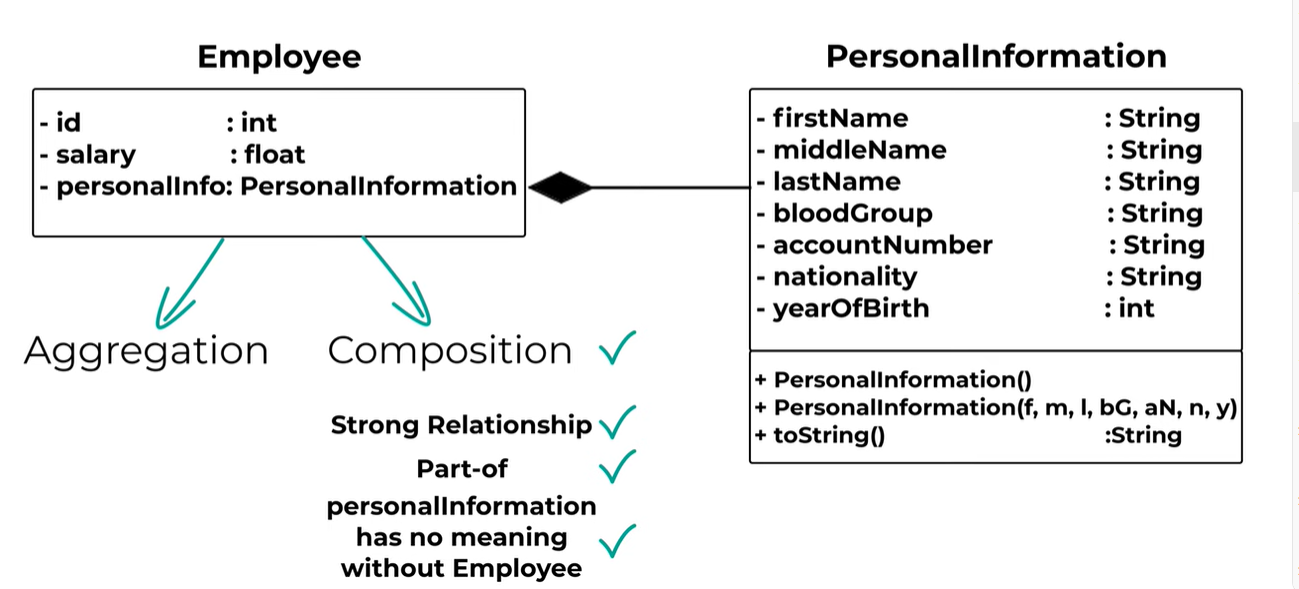 Employee
- id : int
- salary : float
- personalInfo: PersonalInformation
PersonalInformation
- firstName : String
- middleName : String
- lastName : String
- bloodGroup : String
- accountNumber : String
- nationality : String
- yearOfBirth : int
+ PersonalInformation()
+ PersonalInformation(f, m, l, bG, aN, n, y)
+ toString() :String
Aggregation
Composition
Strong Relationship
Part-of
personalInformation
has no meaning
without Employee